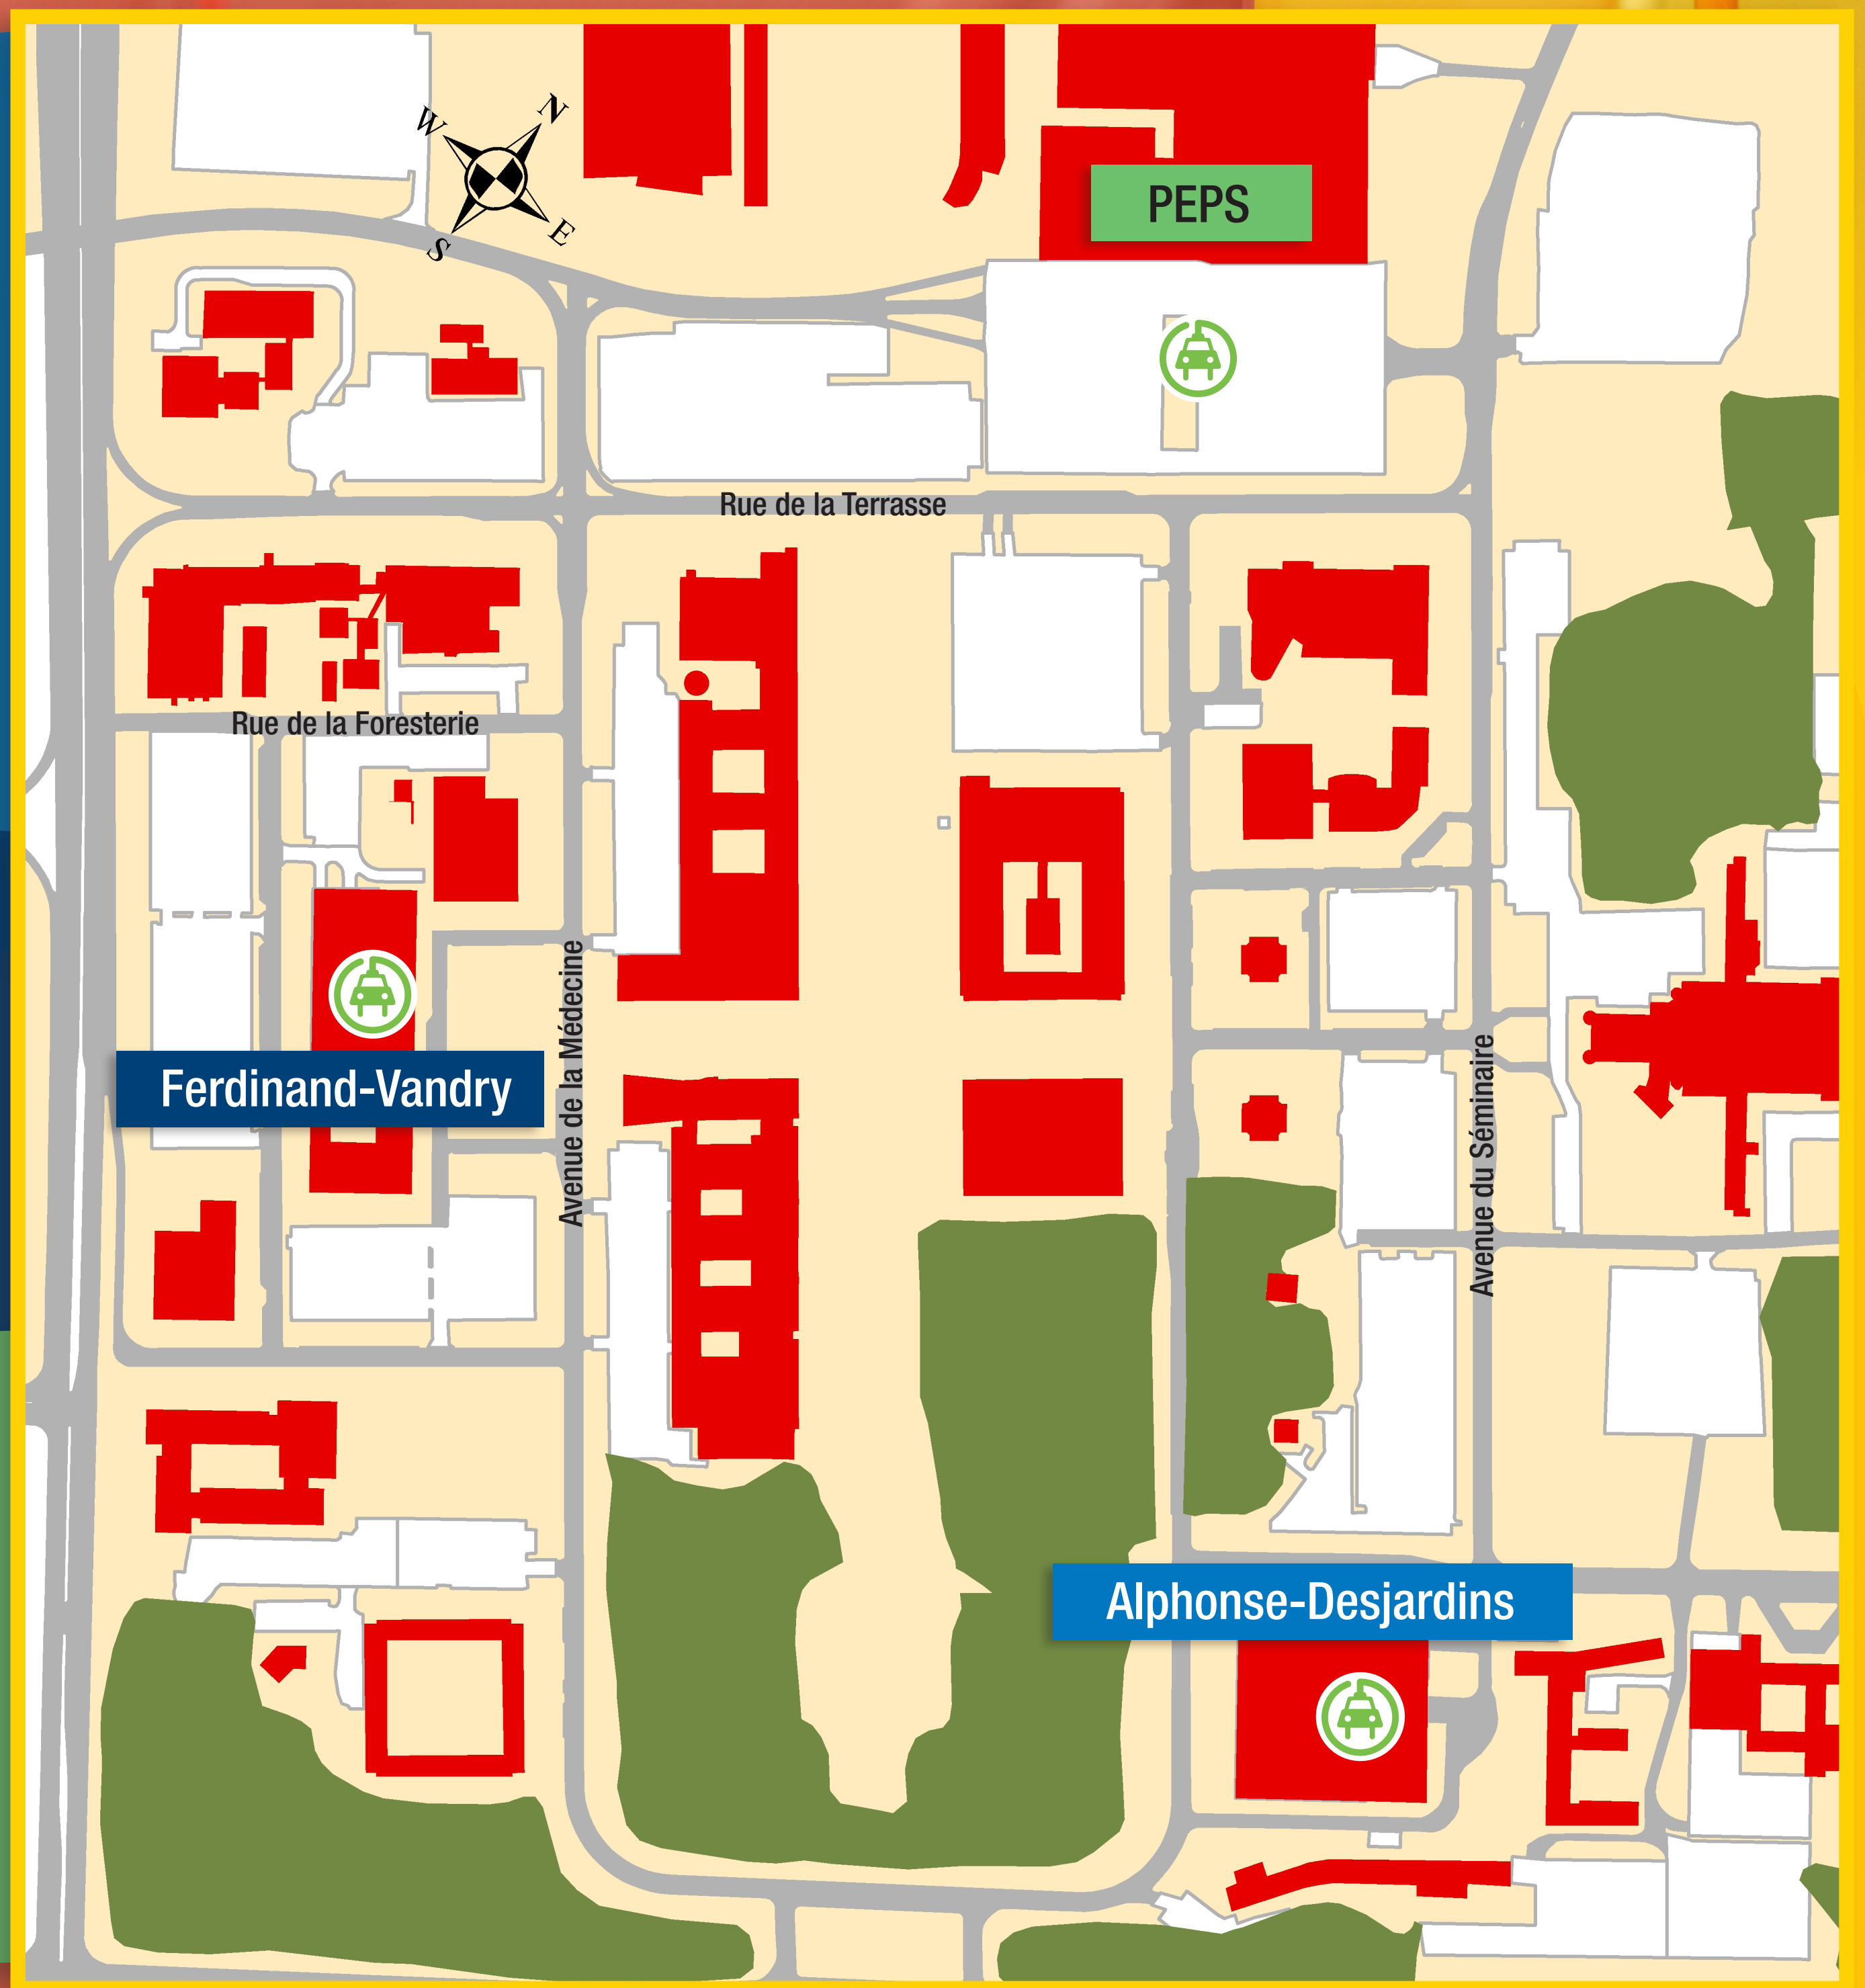 N
W
E
S
PEPS
Rue de la Terrasse
Rue de la Foresterie
Avenue de la Médecine
Ferdinand-Vandry
Avenue du Séminaire
Alphonse-Desjardins